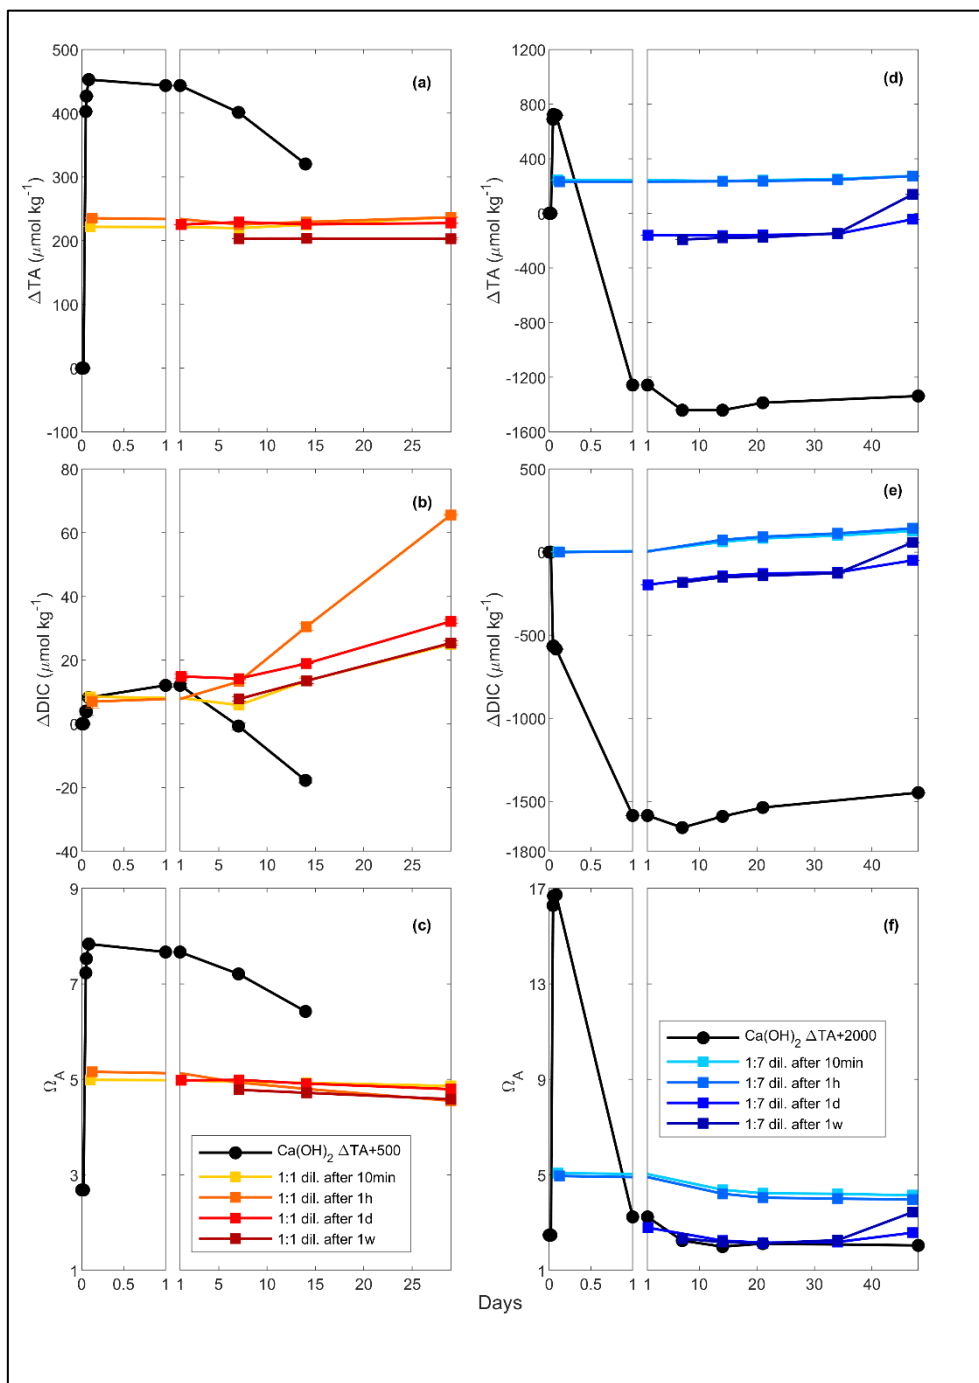 500
400
300
200
100
0
-100
ΔTA (μmol kg⁻¹)
(a)
0 0.5 1 1 5 10 15 20 25
1200
800
400
0
-400
-800
-1200
-1600
ΔTA (μmol kg⁻¹)
(d)
0 0.5 1 1 10 20 30 40
80
60
40
20
0
-20
-40
ΔDIC (μmol kg⁻¹)
(b)
0 0.5 1 1 5 10 15 20 25
500
0
-500
-1000
-1500
-1800
ΔDIC (μmol kg⁻¹)
(e)
0 0.5 1 1 10 20 30 40
9
7
5
3
1
Ω_A
(c)
Ca(OH)₂ ΔTA+500
1:1 dil. after 10min
1:1 dil. after 1h
1:1 dil. after 1d
1:1 dil. after 1w
0 0.5 1 1 5 10 15 20 25
17
13
9
5
1
(f)
Ca(OH)₂ ΔTA+2000
1:7 dil. after 10min
1:7 dil. after 1h
1:7 dil. after 1d
1:7 dil. after 1w
0 0.5 1 1 10 20 30 40
Days